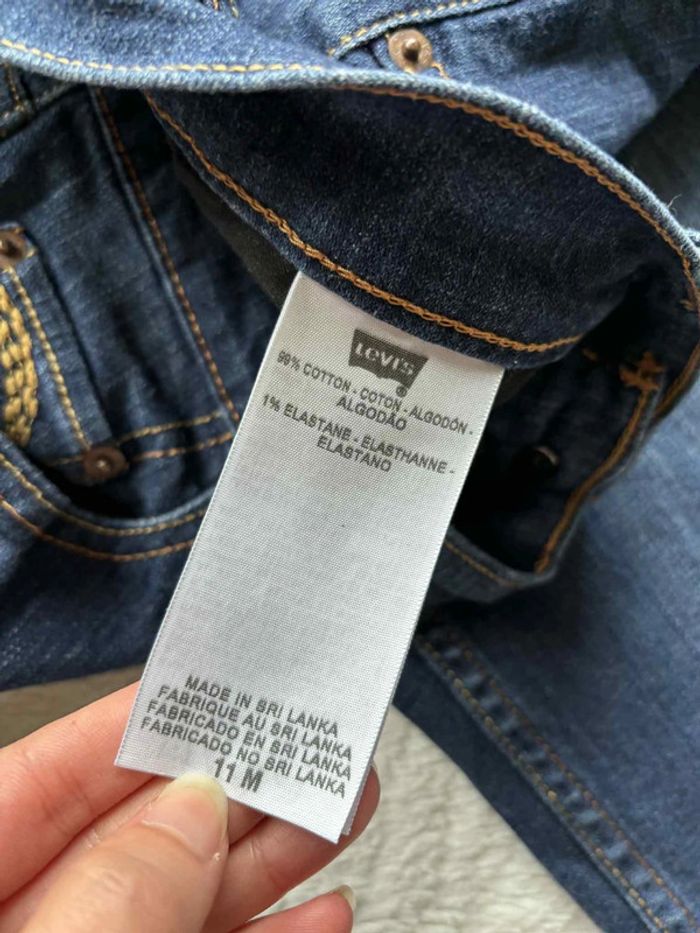 Levi's
®
99% COTTON - COTON - ALGODÓN -
ALGODÃO
1% ELASTANE - ELASTHANNE -
ELASTANO
MADE IN SRI LANKA
FABRIQUE AU SRI LANKA
FABRICADO EN SRI LANKA
FABRICADO NO SRI LANKA
11 M